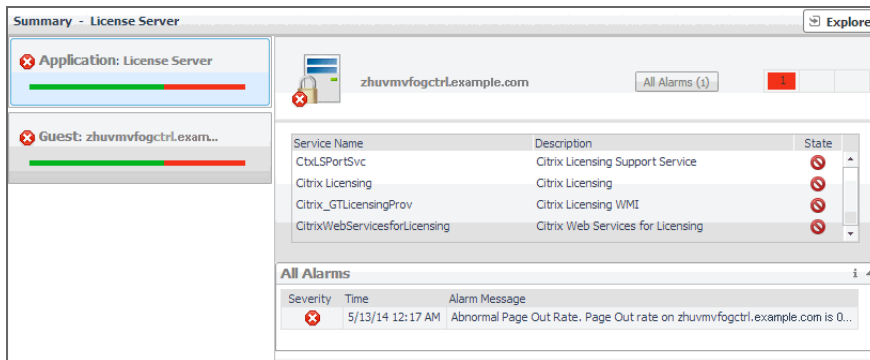 Summary - License Server
Explore
Application: License Server
Guest: zhuvmvfogctrl.exam...
zhuvmvfogctrl.example.com
All Alarms (1)
1
Service Name Description State
CtxLSPortSvc Citrix Licensing Support Service
Citrix Licensing Citrix Licensing
Citrix_GTLicensingProv Citrix Licensing WMI
CitrixWebServicesforLicensing Citrix Web Services for Licensing
All Alarms
Severity Time Alarm Message
5/13/14 12:17 AM Abnormal Page Out Rate. Page Out rate on zhuvmvfogctrl.example.com is 0...